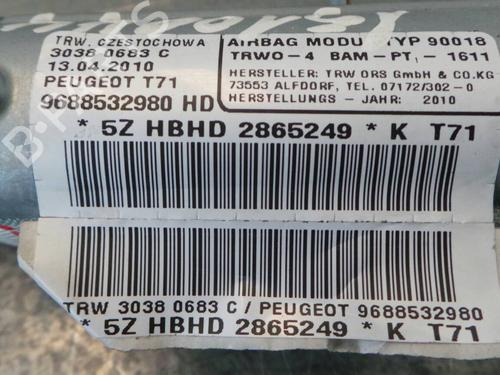 TRW, CZESTOCHOWA
3038 0683 C
13.04.2010
PEUGEOT T71
9688532980 HD
AIRBAG MODU TYP 90018
TRWO-4 BAM-PT, -1611
HERSTELLER: TRW ORS GmbH & CO.KG
73553 ALFDORF, TEL. 07172/302-0
HERSTELLUNGS - JAHR: 2010
* 5Z HBHD 2865249 * K T71
TRW 3038 0683 C / PEUGEOT 9688532980
* 5Z HBHD 2865249 * K T71